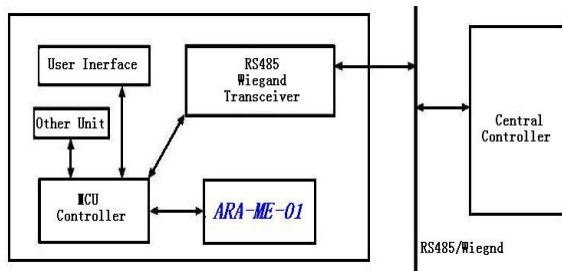 User Inerface
RS485
Wiegand
Transceiver
Other Unit
MCU
Controller
ARA-ME-01
Central
Controller
RS485/Wiegnd